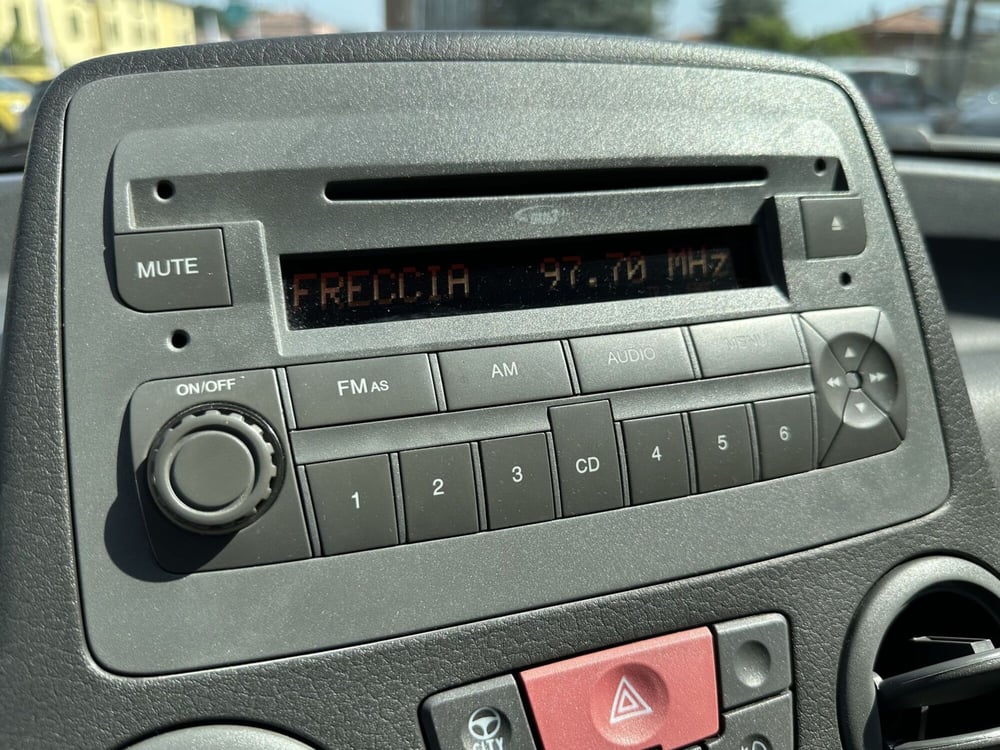 MUTE
FRECCIA 97.70 MHz
ON/OFF
FM AS
AM
AUDIO
MENU
1
2
3
CD
4
5
6
CITY